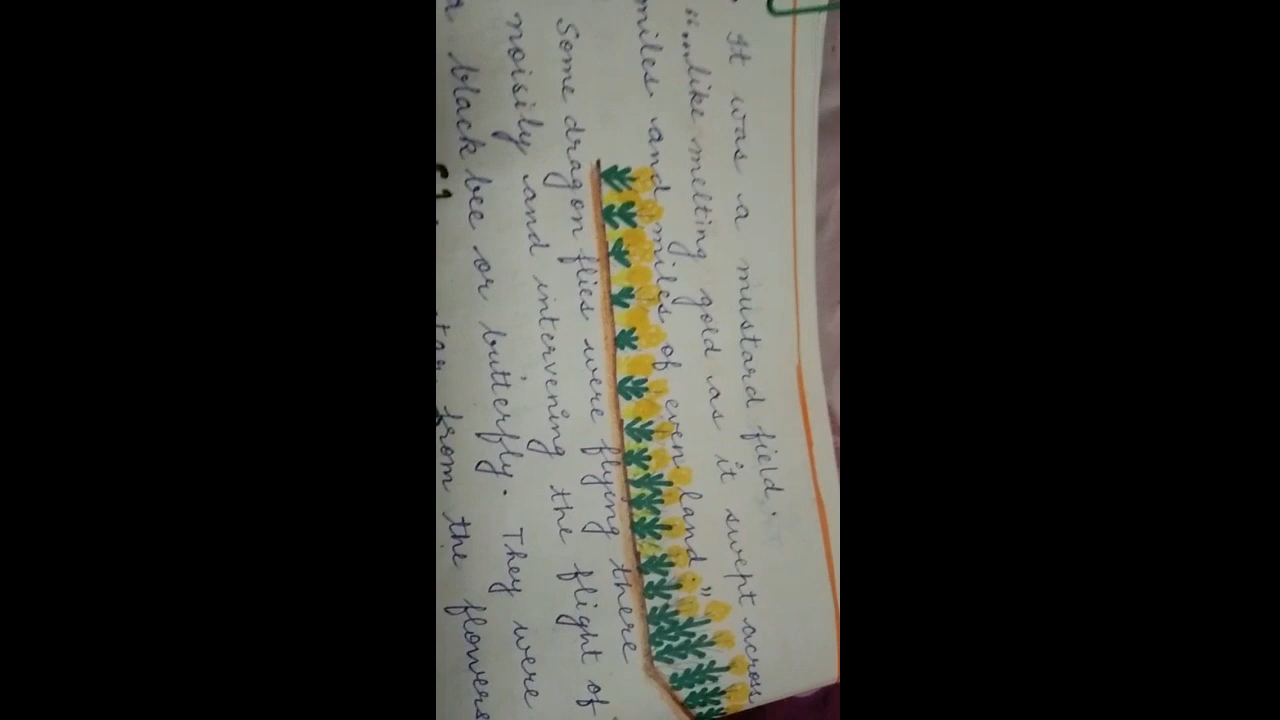 It was a mustard field.
"...like melting gold as it swept across
miles and miles of even land."
Some dragon flies were flying there
noisily and intervening the flight of
a black bee or butterfly. They were
from the flowers